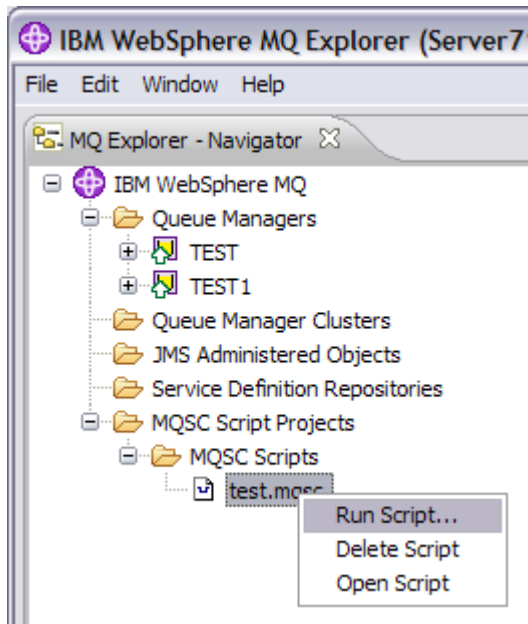 IBM WebSphere MQ Explorer (Server7
File Edit Window Help
MQ Explorer - Navigator
IBM WebSphere MQ
Queue Managers
TEST
TEST1
Queue Manager Clusters
JMS Administered Objects
Service Definition Repositories
MQSC Script Projects
MQSC Scripts
test.mqsc
Run Script...
Delete Script
Open Script